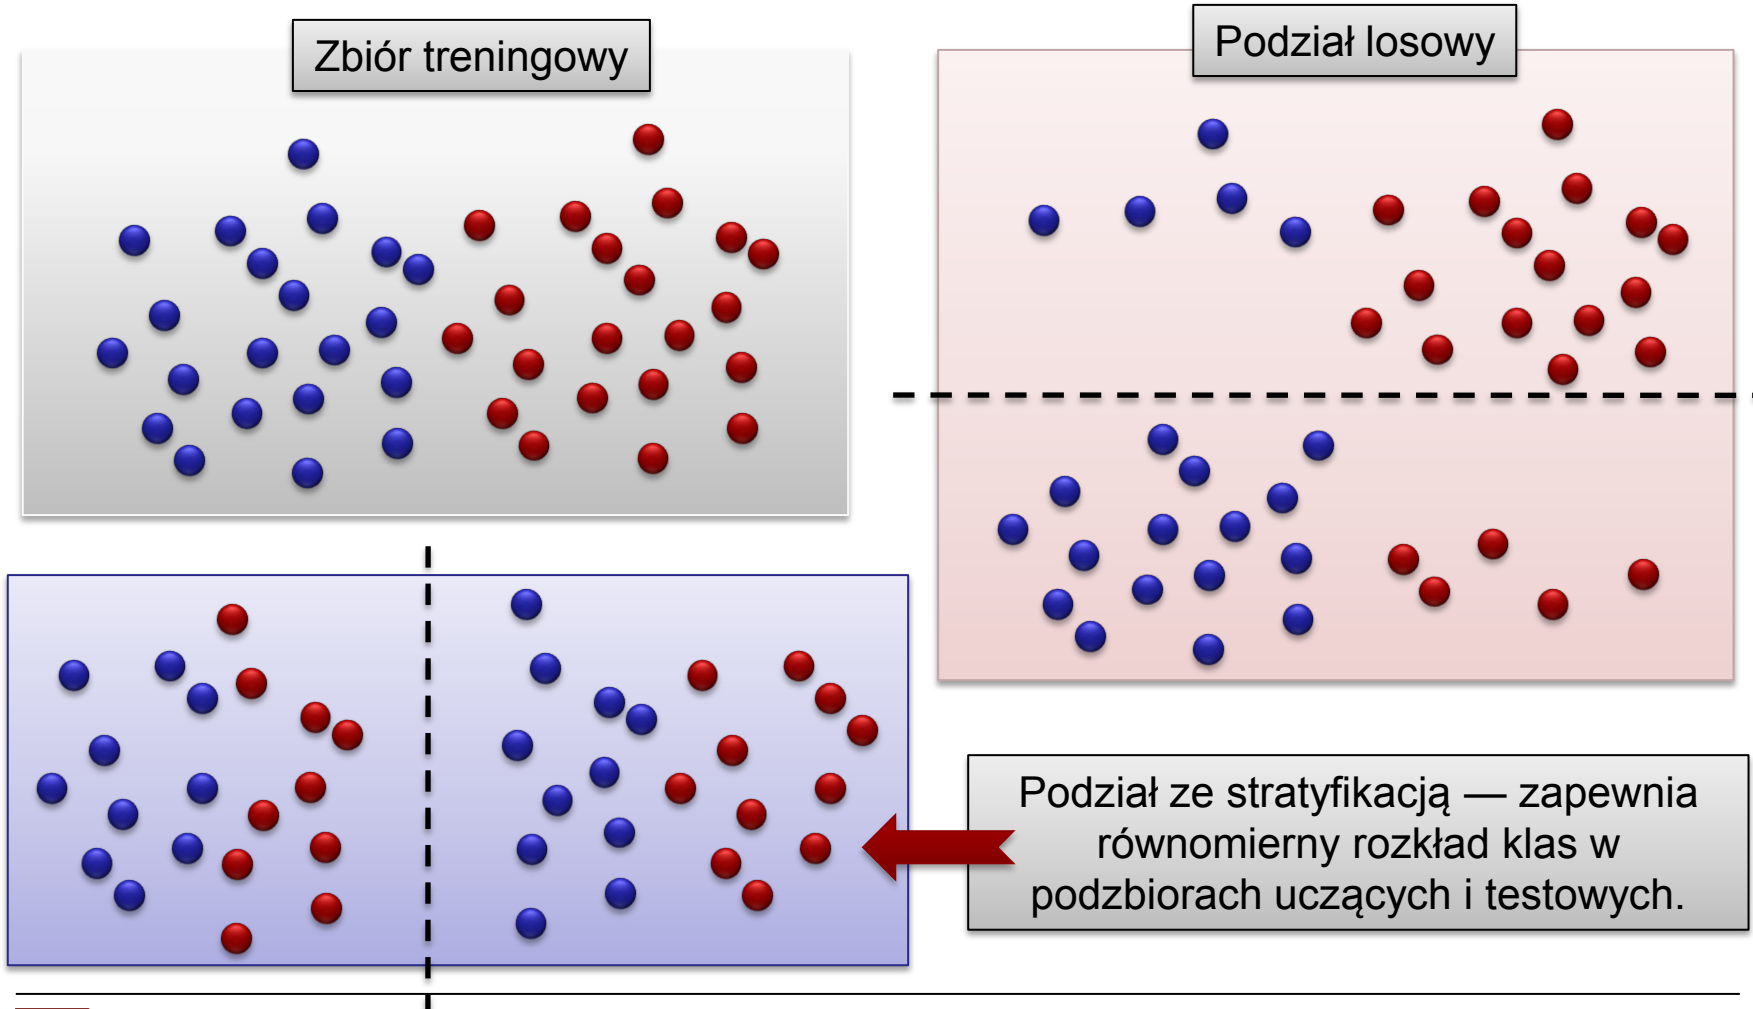 Zbiór treningowy
Podział losowy
Podział ze stratyfikacją — zapewnia
równomierny rozkład klas w
podzbiorach uczących i testowych.